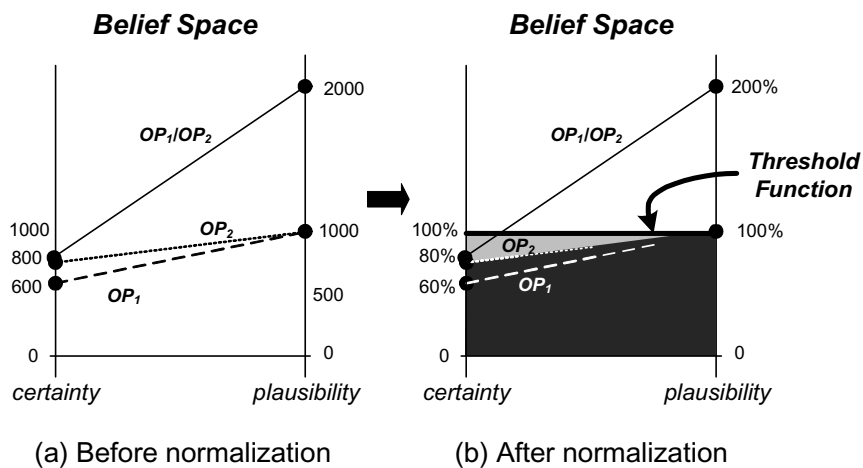 Belief Space
2000
OP1/OP2
1000
OP2
1000
800
600
OP1
500
0
0
certainty
plausibility
(a) Before normalization
Belief Space
200%
OP1/OP2
Threshold
Function
100%
100%
OP2
80%
60%
OP1
0
0
certainty
plausibility
(b) After normalization